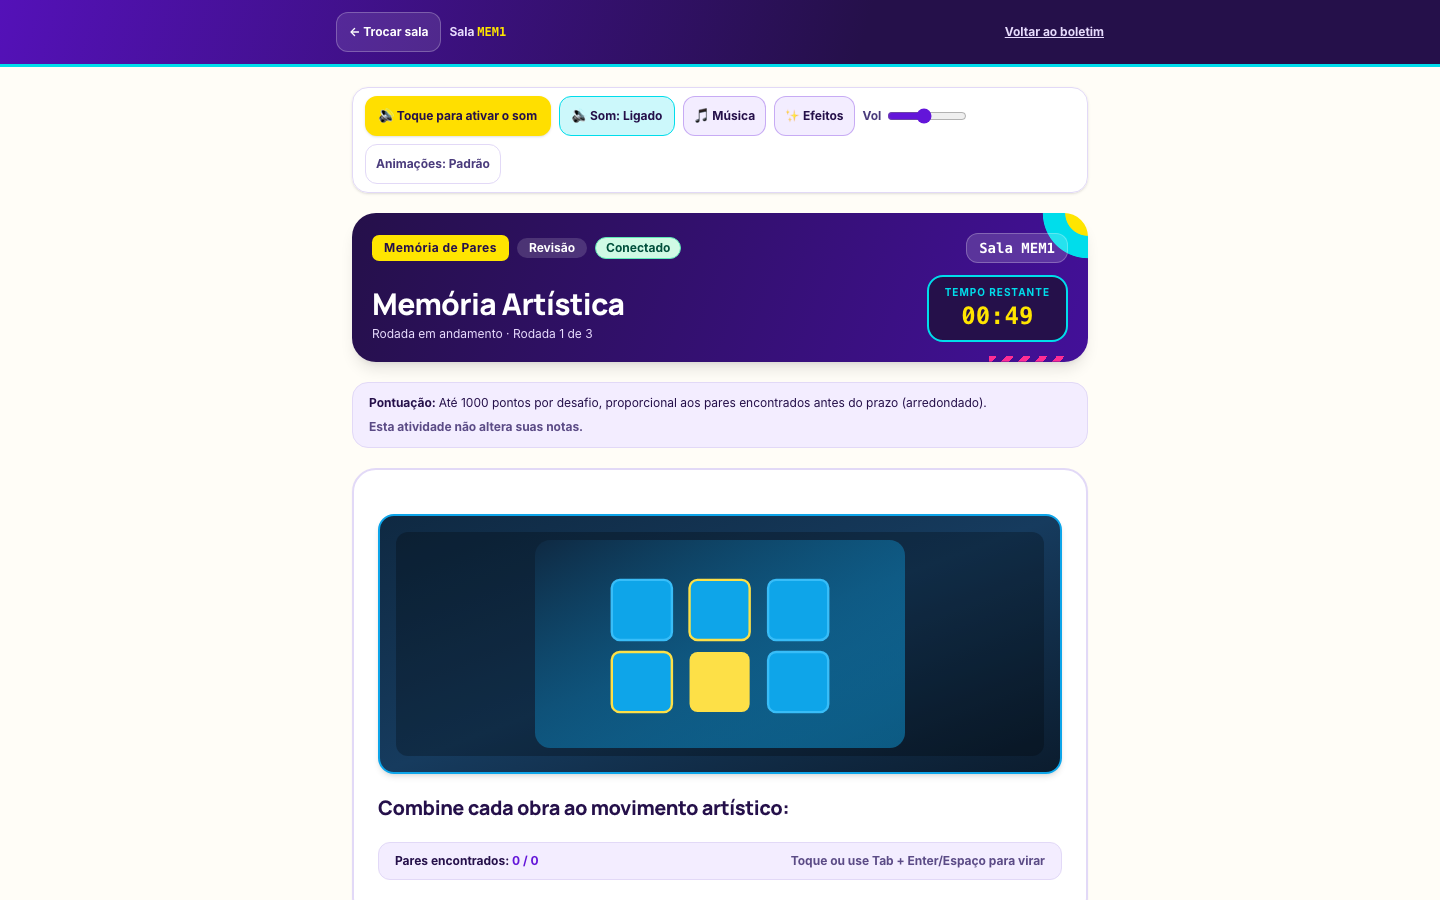 ← Trocar sala
Sala MEM1
Voltar ao boletim
Toque para ativar o som
Som: Ligado
Música
Efeitos
Vol
Animações: Padrão
Memória de Pares
Revisão
Conectado
Sala MEM1
Memória Artística
Rodada em andamento · Rodada 1 de 3
TEMPO RESTANTE
00:49
Pontuação: Até 1000 pontos por desafio, proporcional aos pares encontrados antes do prazo (arredondado).
Esta atividade não altera suas notas.
Combine cada obra ao movimento artístico:
Pares encontrados: 0 / 0
Toque ou use Tab + Enter/Espaço para virar